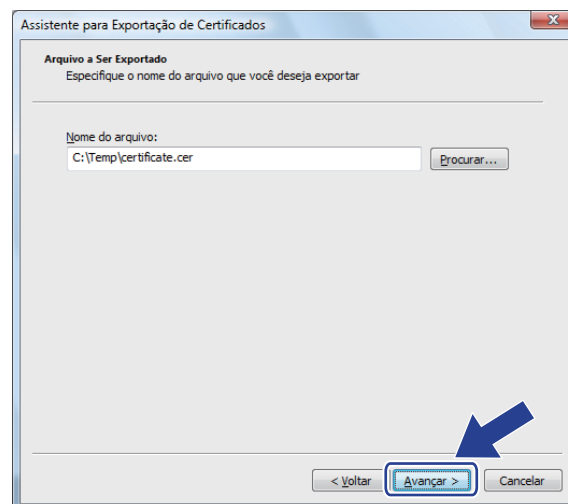 Assistente para Exportação de Certificados
Arquivo a Ser Exportado
Especifique o nome do arquivo que você deseja exportar
Nome do arquivo:
C:\Temp\certificate.cer
Procurar...
< Voltar Avançar > Cancelar